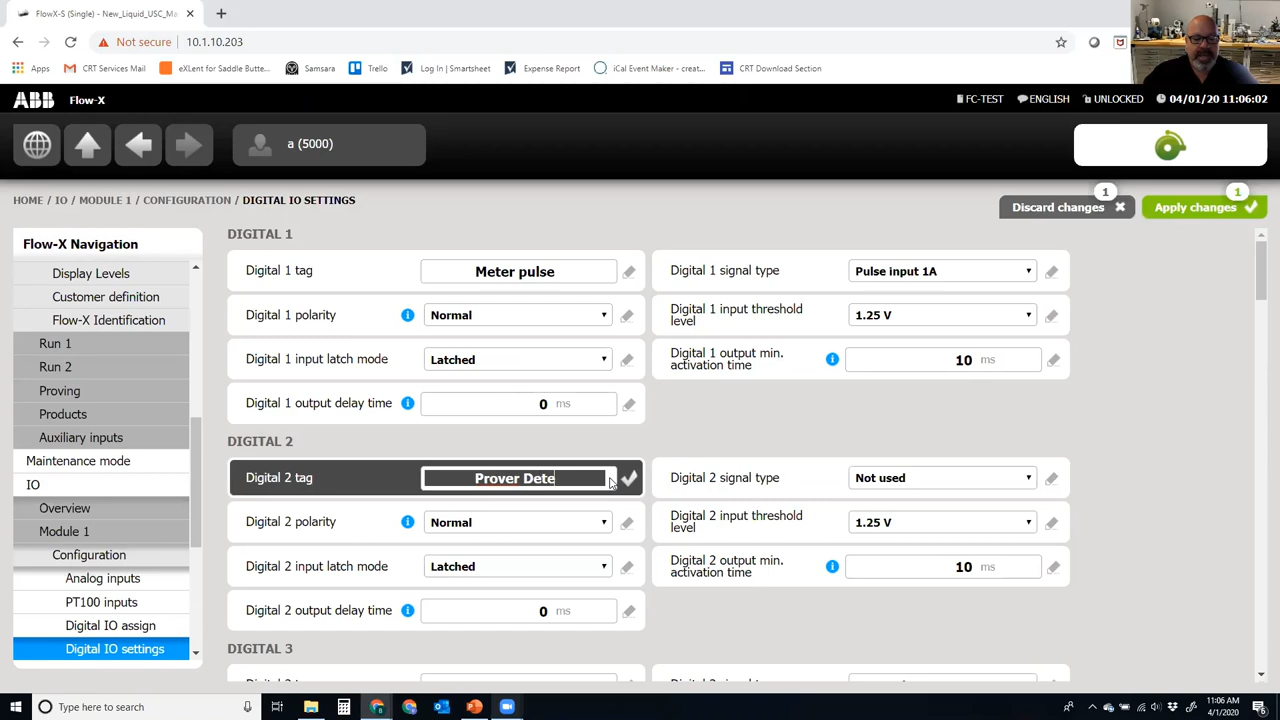 FlowX-S (Single) - New_Liquid_USC_Ma
Not secure 10.1.10.203
Apps CRT Services Mail eXLent for Saddle Butte... Samsara Trello Log In | Smartsheet Expense Report iCal Event Maker - creat... CRT Download Section
ABB Flow-X FC-TEST ENGLISH UNLOCKED 04/01/20 11:06:02
a (5000)
HOME / IO / MODULE 1 / CONFIGURATION / DIGITAL IO SETTINGS
1
Discard changes
1
Apply changes
Flow-X Navigation
Display Levels
Customer definition
Flow-X Identification
Run 1
Run 2
Proving
Products
Auxiliary inputs
Maintenance mode
IO
Overview
Module 1
Configuration
Analog inputs
PT100 inputs
Digital IO assign
Digital IO settings
DIGITAL 1
Digital 1 tag Meter pulse
Digital 1 signal type Pulse input 1A
Digital 1 polarity Normal
Digital 1 input threshold level 1.25 V
Digital 1 input latch mode Latched
Digital 1 output min. activation time 10 ms
Digital 1 output delay time 0 ms
DIGITAL 2
Digital 2 tag Prover Dete
Digital 2 signal type Not used
Digital 2 polarity Normal
Digital 2 input threshold level 1.25 V
Digital 2 input latch mode Latched
Digital 2 output min. activation time 10 ms
Digital 2 output delay time 0 ms
DIGITAL 3
Type here to search
11:06 AM
4/1/2020